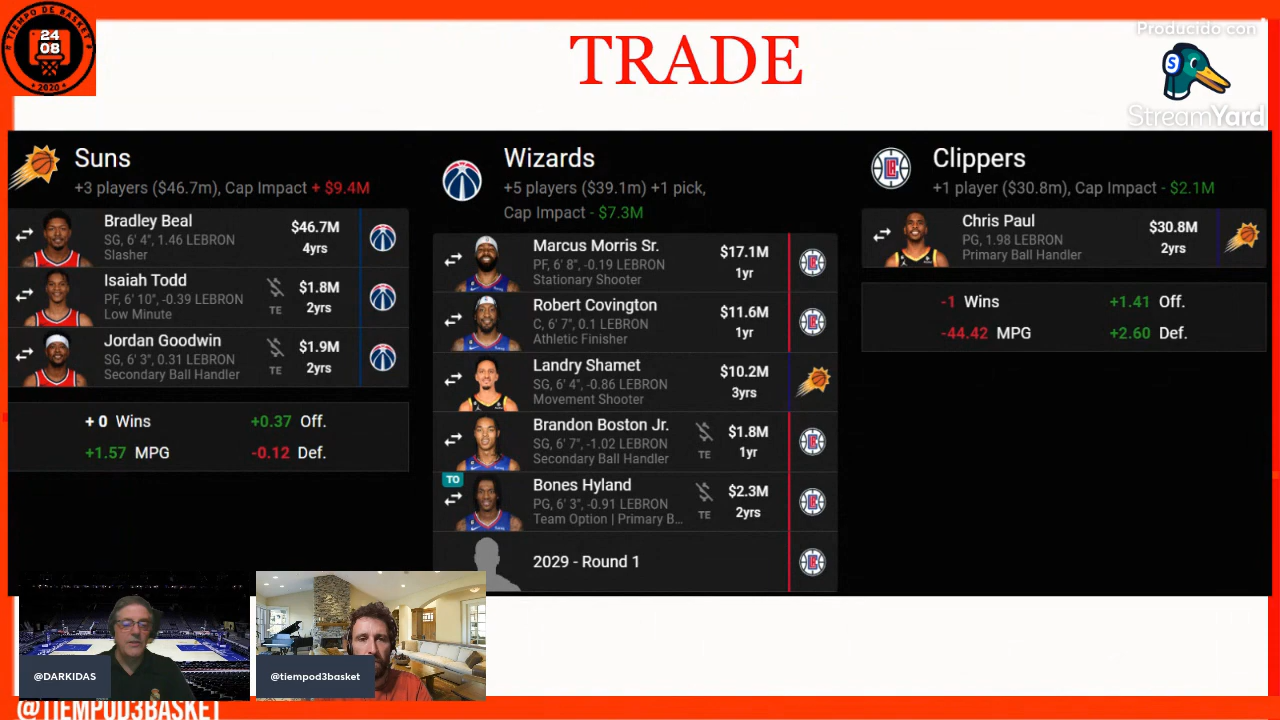 TIEMPO DE BASKET
24
08
2020
TRADE
Producido con
S
StreamYard
Suns
+3 players ($46.7m), Cap Impact + $9.4M
Bradley Beal
SG, 6' 4", 1.46 LEBRON
Slasher
$46.7M
4yrs
Isaiah Todd
PF, 6' 10", -0.39 LEBRON
Low Minute
TE
$1.8M
2yrs
Jordan Goodwin
SG, 6' 3", 0.31 LEBRON
Secondary Ball Handler
TE
$1.9M
2yrs
+ 0 Wins
+0.37 Off.
+1.57 MPG
-0.12 Def.
Wizards
+5 players ($39.1m) +1 pick,
Cap Impact - $7.3M
Marcus Morris Sr.
PF, 6' 8", -0.19 LEBRON
Stationary Shooter
$17.1M
1yr
Robert Covington
C, 6' 7", 0.1 LEBRON
Athletic Finisher
$11.6M
1yr
Landry Shamet
SG, 6' 4", -0.86 LEBRON
Movement Shooter
$10.2M
3yrs
Brandon Boston Jr.
SG, 6' 7", -1.02 LEBRON
Secondary Ball Handler
TE
$1.8M
1yr
TO
Bones Hyland
PG, 6' 3", -0.91 LEBRON
Team Option | Primary B...
TE
$2.3M
2yrs
2029 - Round 1
Clippers
+1 player ($30.8m), Cap Impact - $2.1M
Chris Paul
PG, 1.98 LEBRON
Primary Ball Handler
$30.8M
2yrs
-1 Wins
+1.41 Off.
-44.42 MPG
+2.60 Def.
@DARKIDAS
@tiempod3basket
@TIEMPOD3BASKET